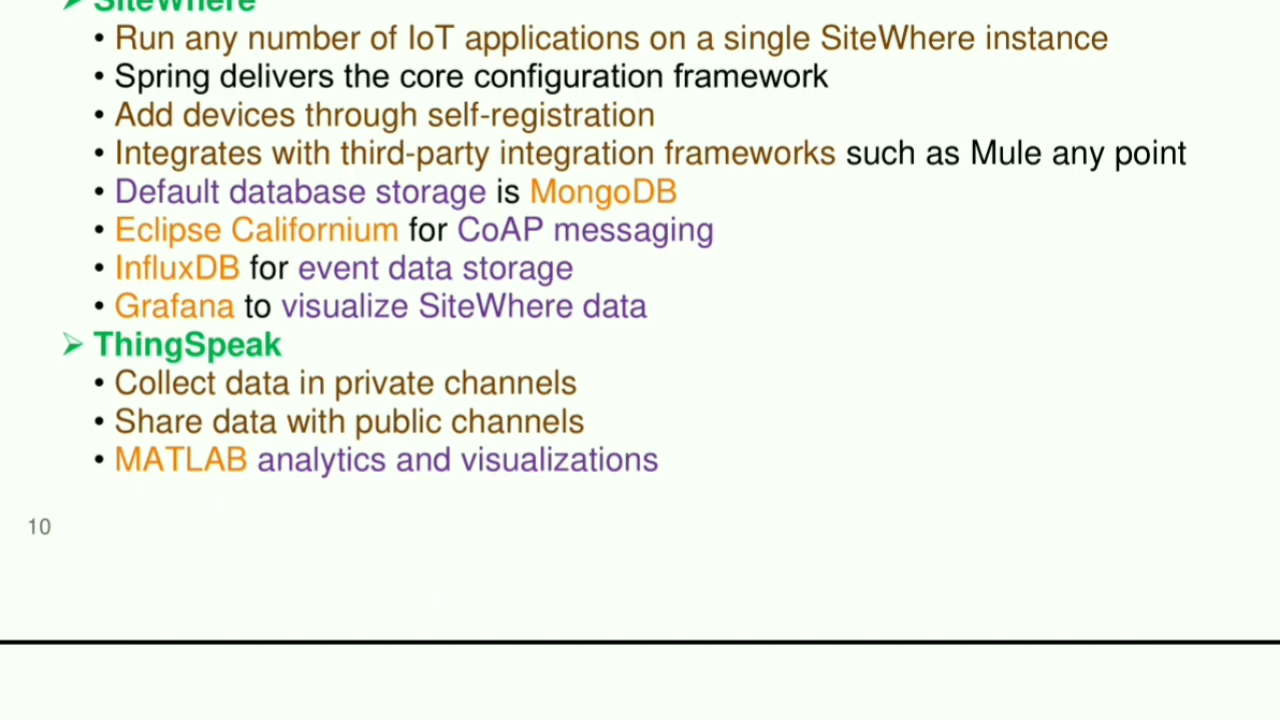 ➢ SiteWhere
• Run any number of IoT applications on a single SiteWhere instance
• Spring delivers the core configuration framework
• Add devices through self-registration
• Integrates with third-party integration frameworks such as Mule any point
• Default database storage is MongoDB
• Eclipse Californium for CoAP messaging
• InfluxDB for event data storage
• Grafana to visualize SiteWhere data
➢ ThingSpeak
• Collect data in private channels
• Share data with public channels
• MATLAB analytics and visualizations
10